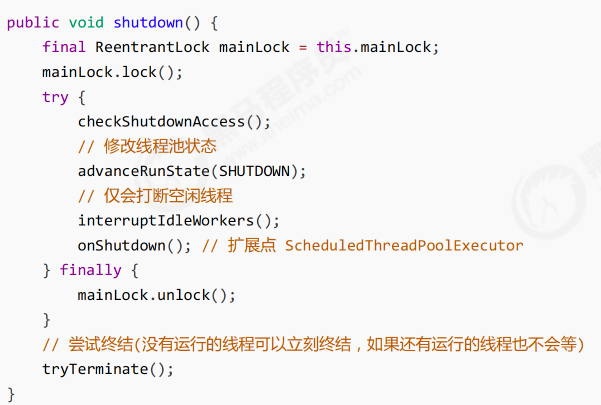 public void shutdown() {
    final ReentrantLock mainLock = this.mainLock;
    mainLock.lock();
    try {
        checkShutdownAccess();
        // 修改线程池状态
        advanceRunState(SHUTDOWN);
        // 仅会打断空闲线程
        interruptIdleWorkers();
        onShutdown(); // 扩展点 ScheduledThreadPoolExecutor
    } finally {
        mainLock.unlock();
    }
    // 尝试终结(没有运行的线程可以立刻终结，如果还有运行的线程也不会等)
    tryTerminate();
}